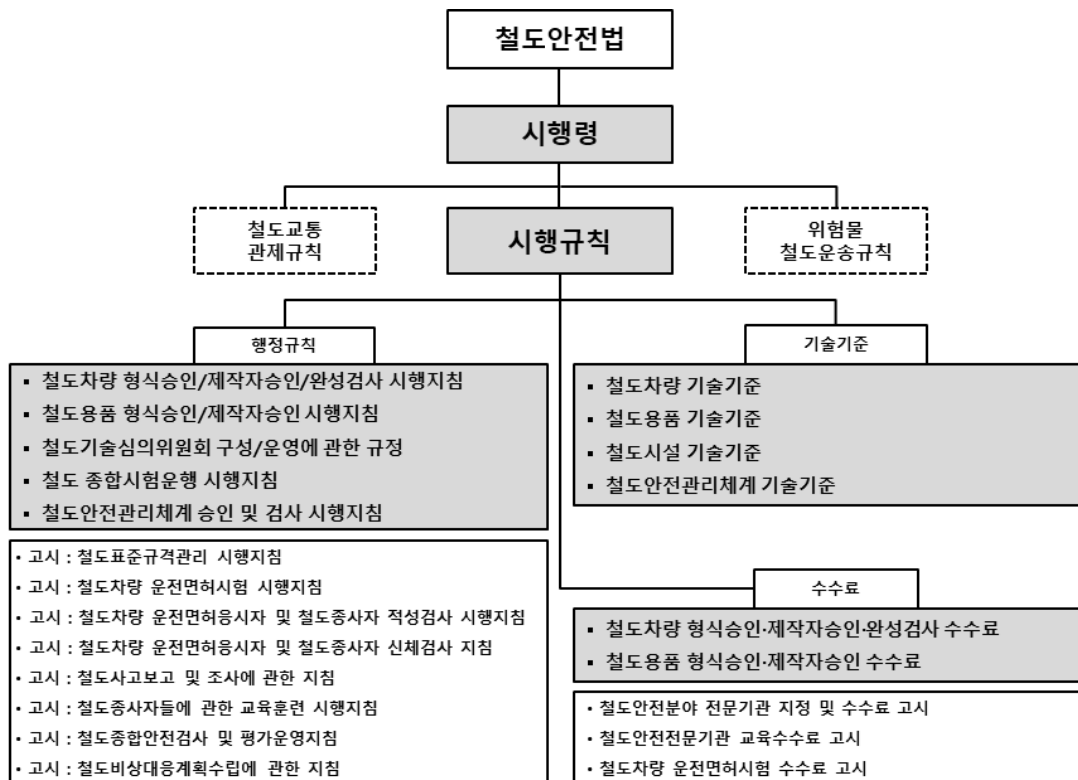 철도안전법
시행령
철도교통
관제규칙
시행규칙
위험물
철도운송규칙
행정규칙
▪ 철도차량 형식승인/제작자승인/완성검사 시행지침
▪ 철도용품 형식승인/제작자승인 시행지침
▪ 철도기술심의위원회 구성/운영에 관한 규정
▪ 철도 종합시험운행 시행지침
▪ 철도안전관리체계 승인 및 검사 시행지침
• 고시 : 철도표준규격관리 시행지침
• 고시 : 철도차량 운전면허시험 시행지침
• 고시 : 철도차량 운전면허응시자 및 철도종사자 적성검사 시행지침
• 고시 : 철도차량 운전면허응시자 및 철도종사자 신체검사 지침
• 고시 : 철도사고보고 및 조사에 관한 지침
• 고시 : 철도종사자들에 관한 교육훈련 시행지침
• 고시 : 철도종합안전검사 및 평가운영지침
• 고시 : 철도비상대응계획수립에 관한 지침
기술기준
▪ 철도차량 기술기준
▪ 철도용품 기술기준
▪ 철도시설 기술기준
▪ 철도안전관리체계 기술기준
수수료
▪ 철도차량 형식승인·제작자승인·완성검사 수수료
▪ 철도용품 형식승인·제작자승인 수수료
• 철도안전분야 전문기관 지정 및 수수료 고시
• 철도안전전문기관 교육수수료 고시
• 철도차량 운전면허시험 수수료 고시